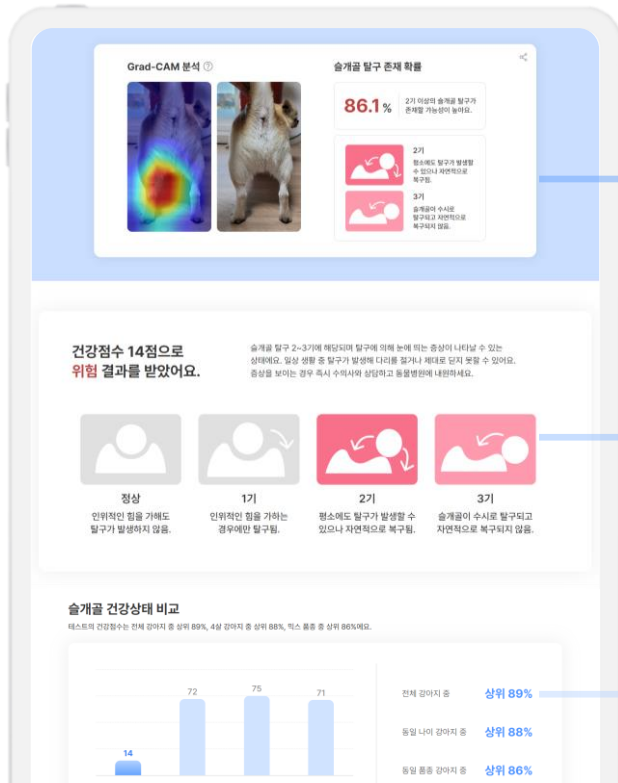 Grad-CAM 분석 ?
슬개골 탈구 존재 확률
86.1 %
2기 이상의 슬개골 탈구가
존재할 가능성이 높아요.
2기
평소에도 탈구가 발생할
수 있으나 자연적으로
복구됨.
3기
슬개골이 수시로
탈구되고 자연적으로
복구되지 않음.
건강점수 14점으로
위험 결과를 받았어요.
슬개골 탈구 2~3기에 해당되며 탈구에 의해 눈에 띄는 증상이 나타날 수 있는
상태에요. 일상 생활 중 탈구가 발생해 다리를 절거나 제대로 딛지 못할 수 있어요.
증상을 보이는 경우 즉시 수의사와 상담하고 동물병원에 내원하세요.
정상
인위적인 힘을 가해도
탈구가 발생하지 않음.
1기
인위적인 힘을 가하는
경우에만 탈구됨.
2기
평소에도 탈구가 발생할 수
있으나 자연적으로 복구됨.
3기
슬개골이 수시로 탈구되고
자연적으로 복구되지 않음.
슬개골 건강상태 비교
테스트의 건강점수는 전체 강아지 중 상위 89%, 4살 강아지 중 상위 88%, 믹스 품종 중 상위 86%예요.
14
72
75
71
전체 강아지 중 상위 89%
동일 나이 강아지 중 상위 88%
동일 품종 강아지 중 상위 86%